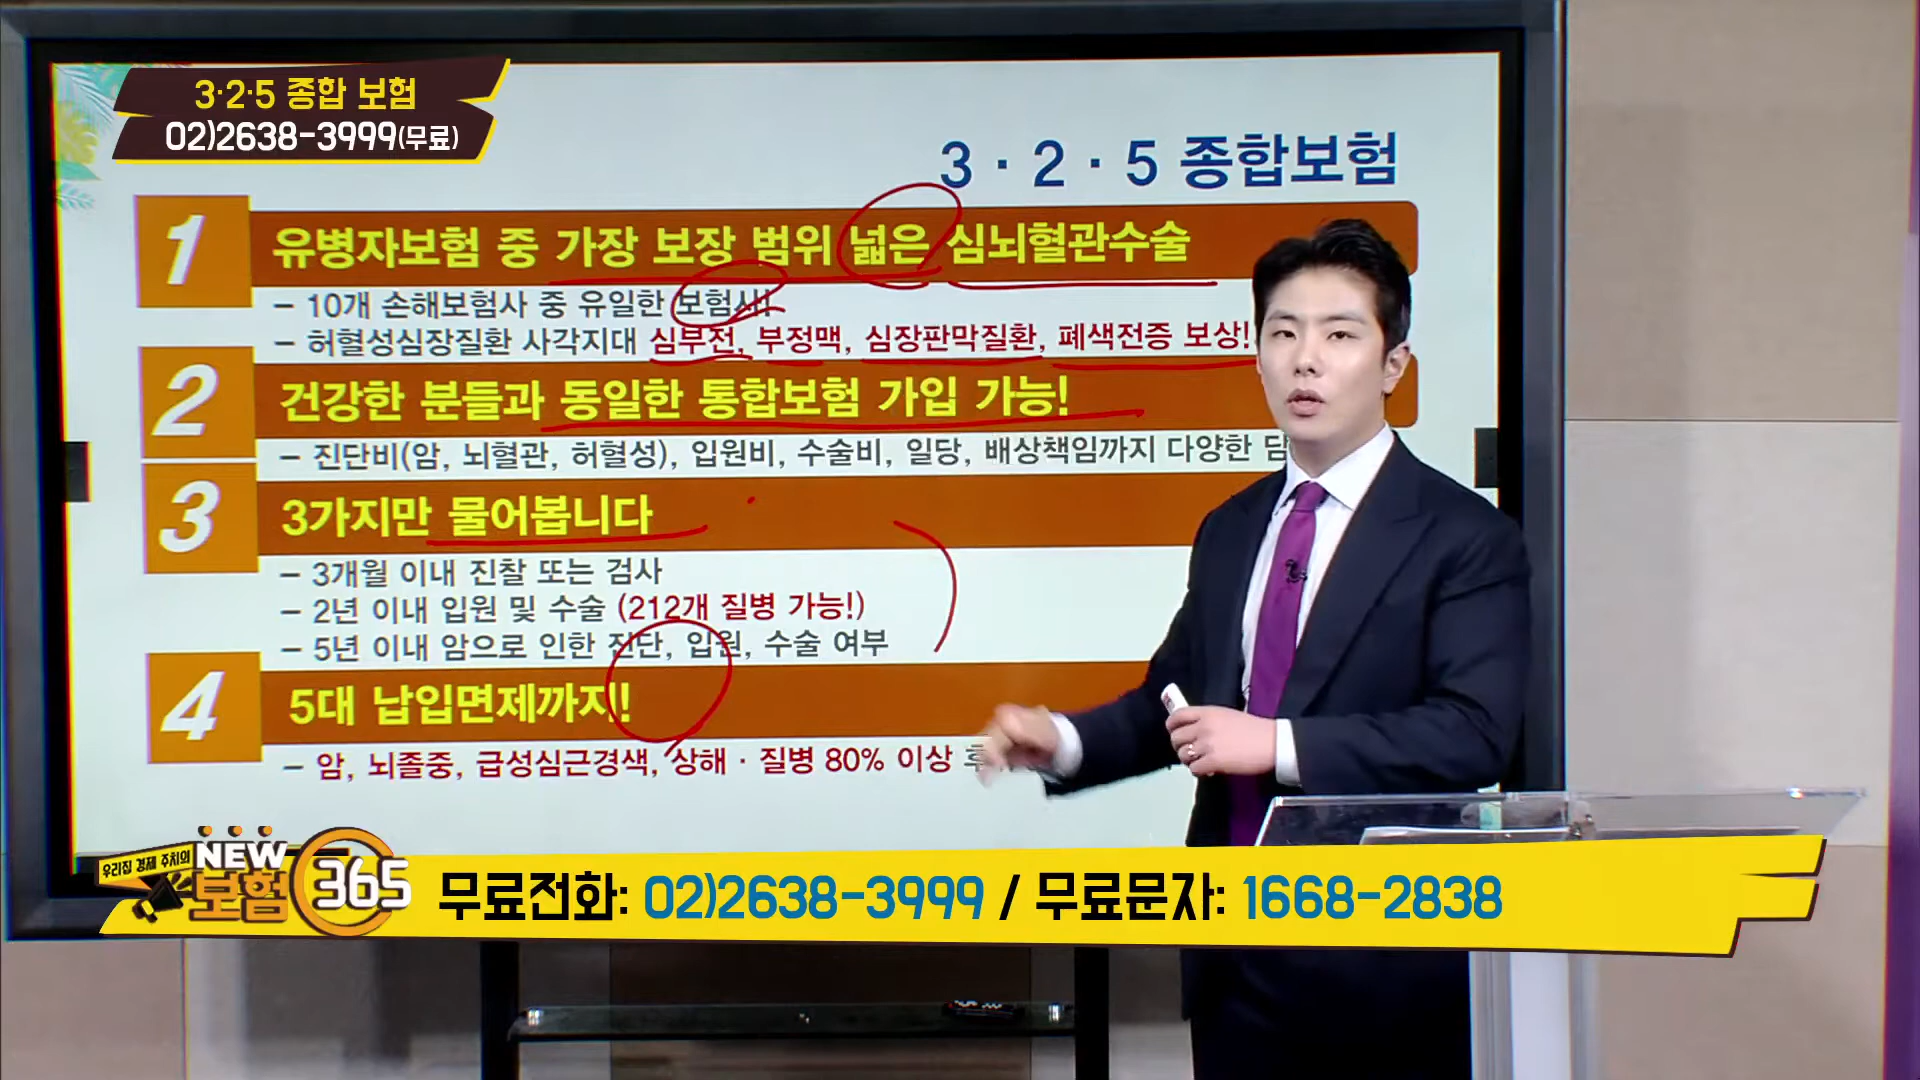 3·2·5 종합 보험
02)2638-3999(무료)
3 · 2 · 5 종합보험
1 유병자보험 중 가장 보장 범위 넓은 심뇌혈관수술
- 10개 손해보험사 중 유일한 보험사!
- 허혈성심장질환 사각지대 심부전, 부정맥, 심장판막질환, 폐색전증 보상!
2 건강한 분들과 동일한 통합보험 가입 가능!
- 진단비(암, 뇌혈관, 허혈성), 입원비, 수술비, 일당, 배상책임까지 다양한 담
3 3가지만 물어봅니다
- 3개월 이내 진찰 또는 검사
- 2년 이내 입원 및 수술 (212개 질병 가능!)
- 5년 이내 암으로 인한 진단, 입원, 수술 여부
4 5대 납입면제까지!
- 암, 뇌졸중, 급성심근경색, 상해 · 질병 80% 이상
우리집 경제 주치의
NEW
보험 365
무료전화: 02)2638-3999 / 무료문자: 1668-2838